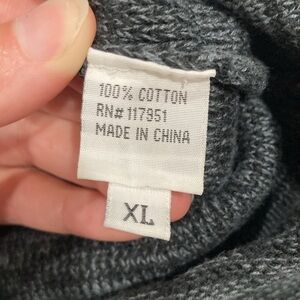 100% COTTON
RN# 117951
MADE IN CHINA
XL